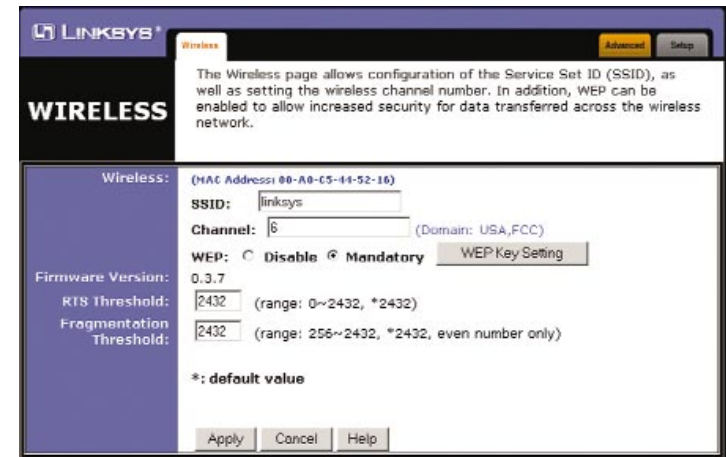 LINKSYS®
Wireless
Advanced
Setup
WIRELESS
The Wireless page allows configuration of the Service Set ID (SSID), as
well as setting the wireless channel number. In addition, WEP can be
enabled to allow increased security for data transferred across the wireless
network.
Wireless: (MAC Address: 00-A0-C5-44-52-16)
SSID: linksys
Channel: 6 (Domain: USA,FCC)
WEP: Disable Mandatory WEP Key Setting
Firmware Version: 0.3.7
RTS Threshold: 2432 (range: 0~2432, *2432)
Fragmentation
Threshold: 2432 (range: 256~2432, *2432, even number only)
*: default value
Apply Cancel Help